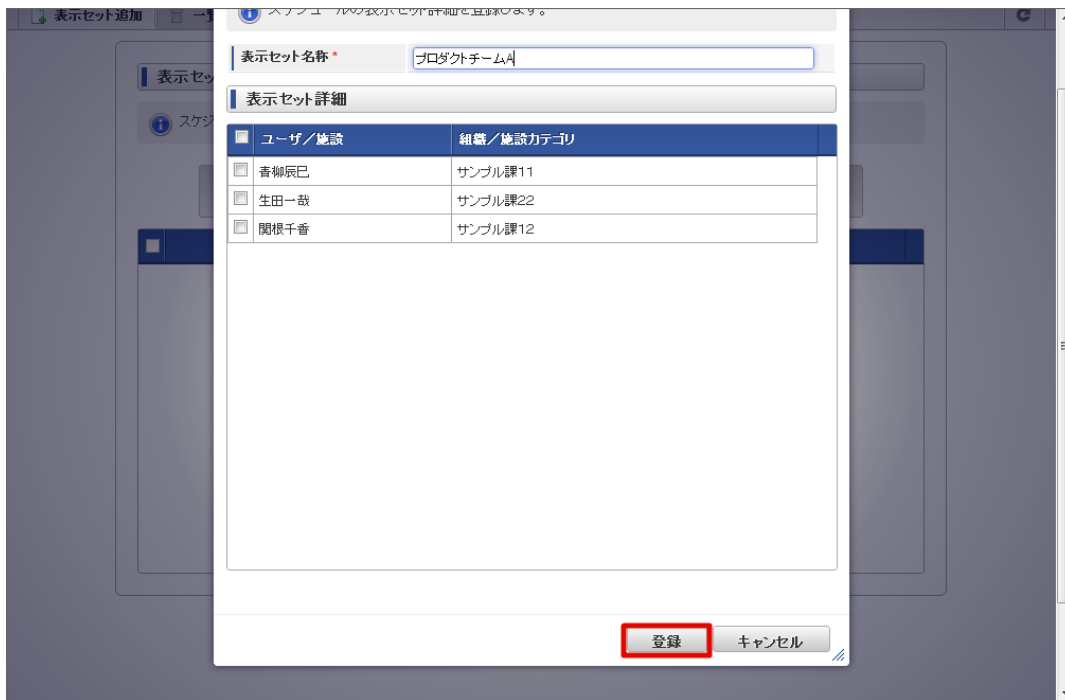 表示セット追加
一覧
スケジュールの表示セット詳細を登録します。
表示セット名称*
プロダクトチームA
表示セ
表示セット詳細
スケジ
ユーザ／施設 組織／施設カテゴリ
青柳辰巳 サンプル課11
生田一哉 サンプル課22
関根千香 サンプル課12
登録 キャンセル